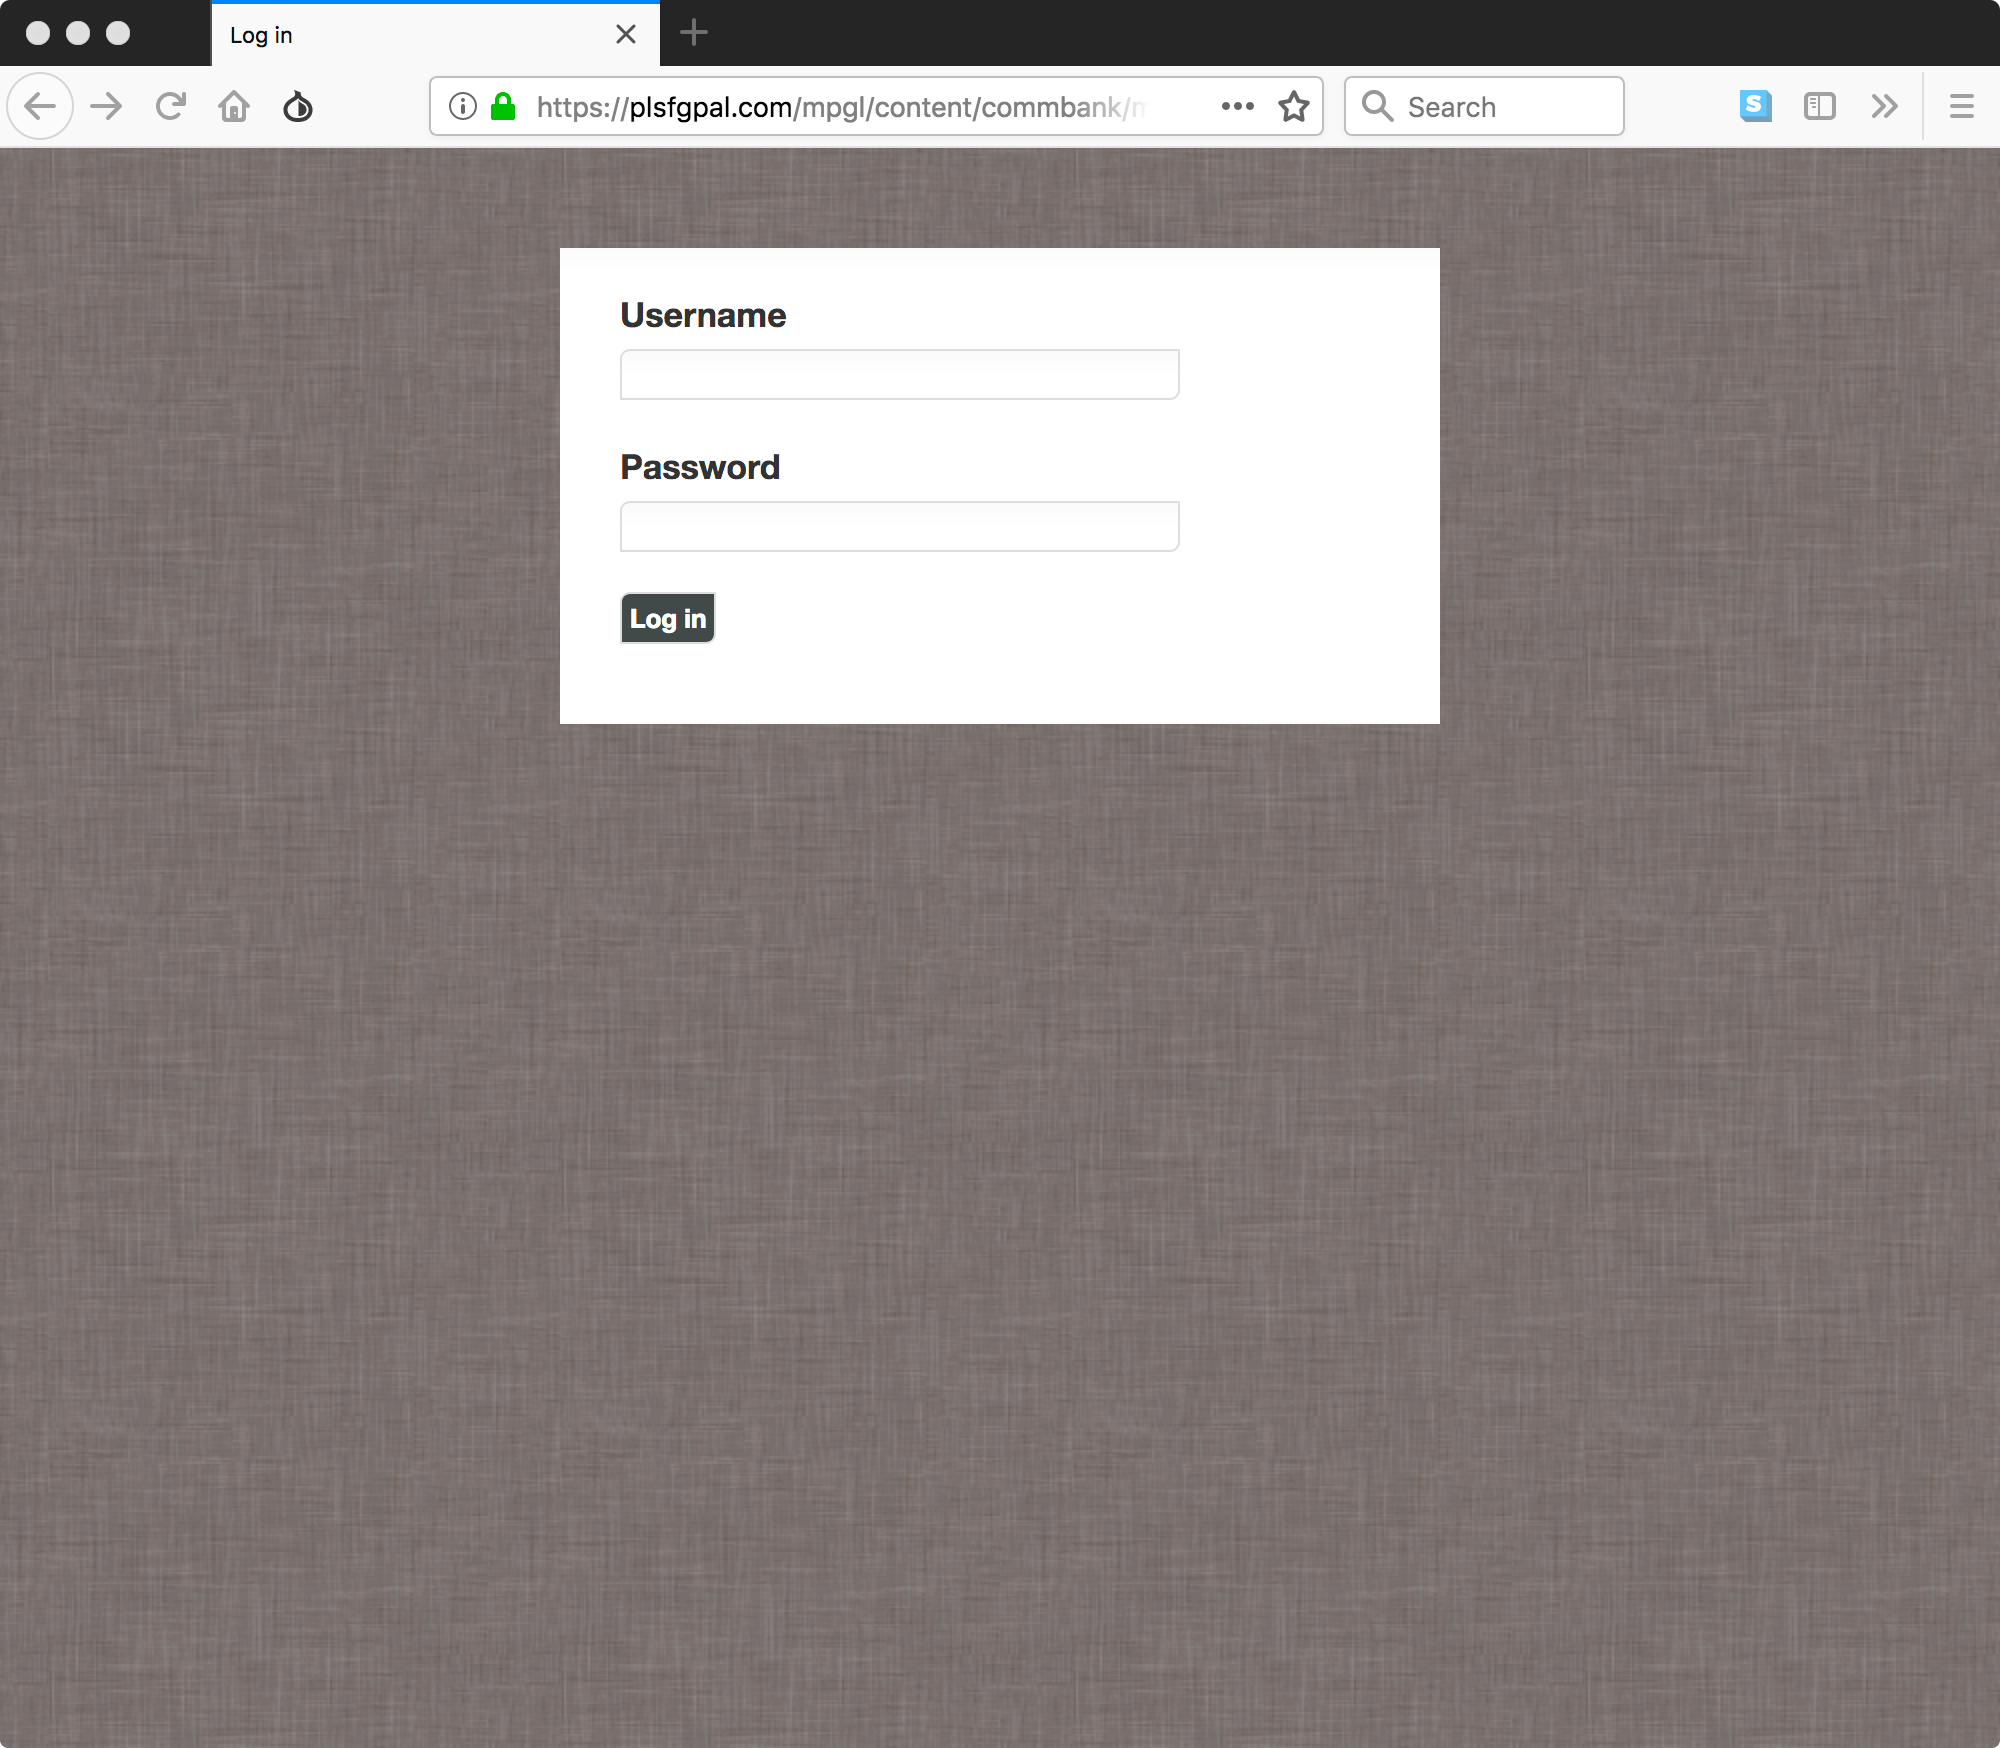 Log in
https://plsfgpal.com/mpgl/content/commbank/m
Search
S
Username
Password
Log in